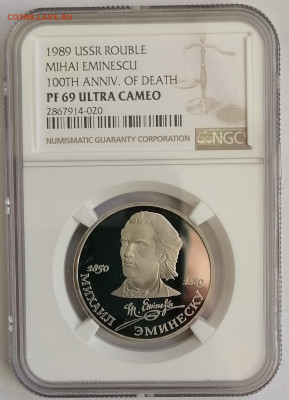 1989 USSR ROUBLE
MIHAI EMINESCU
100TH ANNIV. OF DEATH
PF 69 ULTRA CAMEO
2867914-020
NUMISMATIC GUARANTY CORPORATION
NGC
1850
1889
M. Eminescu
МИХАИЛ ЭМИНЕСКУ